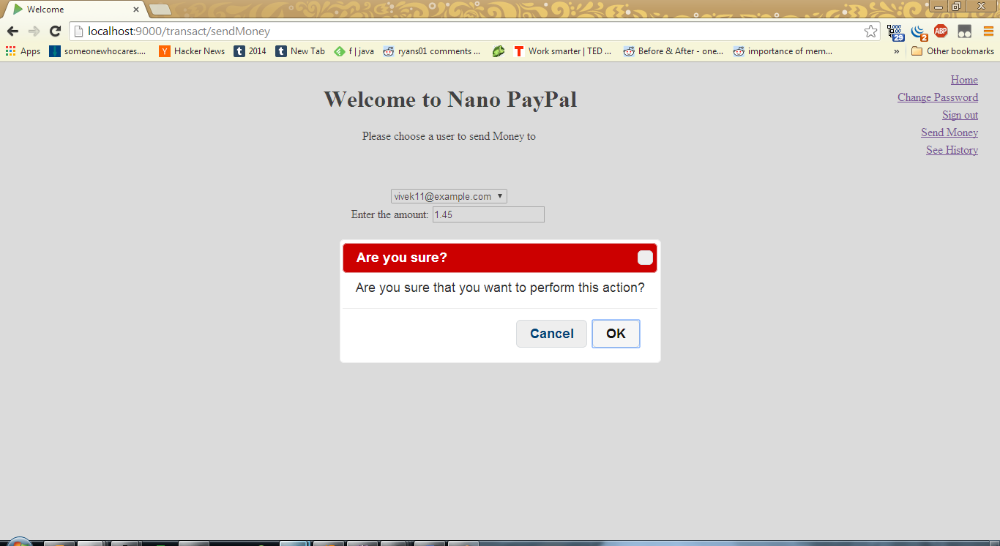 Welcome
localhost:9000/transact/sendMoney
29
2
ABP
Apps
someonewhocares....
Y Hacker News
t 2014
t New Tab
f | java
ryans01 comments ...
T Work smarter | TED ...
Before & After - one...
importance of mem...
»
Other bookmarks
Home
Change Password
Sign out
Send Money
See History
Welcome to Nano PayPal
Please choose a user to send Money to
vivek11@example.com
Enter the amount: 1.45
Are you sure?
Are you sure that you want to perform this action?
Cancel OK